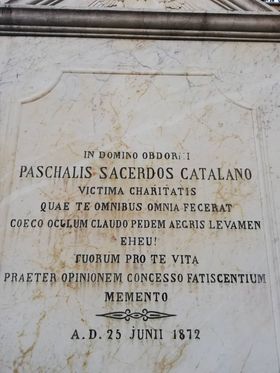 IN DOMINO OBDORMI
PASCHALIS SACERDOS CATALANO
VICTIMA CHARITATIS
QUAE TE OMNIBUS OMNIA FECERAT
COECO OCULUM CLAUDO PEDEM AEGRIS LEVAMEN
EHEU!
TUORUM PRO TE VITA
PRAETER OPINIONEM CONCESSO FATISCENTIUM
MEMENTO
A.D. 25 JUNII 1872